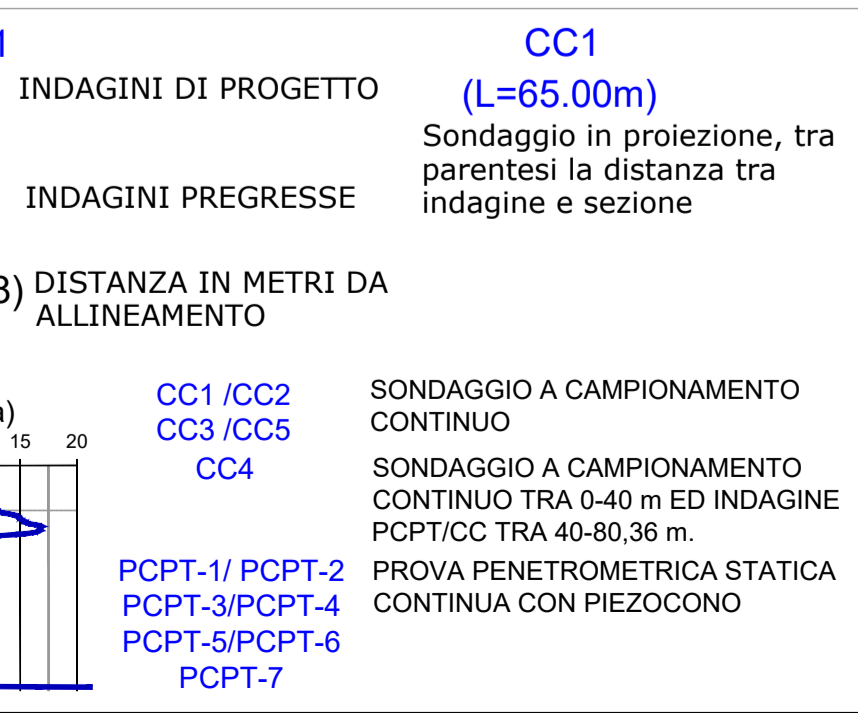 1
INDAGINI DI PROGETTO
INDAGINI PREGRESSE
3) DISTANZA IN METRI DA
ALLINEAMENTO
CC1
(L=65.00m)
Sondaggio in proiezione, tra
parentesi la distanza tra
indagine e sezione
a)
15 20
CC1 /CC2
CC3 /CC5
SONDAGGIO A CAMPIONAMENTO
CONTINUO
CC4
SONDAGGIO A CAMPIONAMENTO
CONTINUO TRA 0-40 m ED INDAGINE
PCPT/CC TRA 40-80,36 m.
PCPT-1/ PCPT-2
PCPT-3/PCPT-4
PCPT-5/PCPT-6
PCPT-7
PROVA PENETROMETRICA STATICA
CONTINUA CON PIEZOCONO